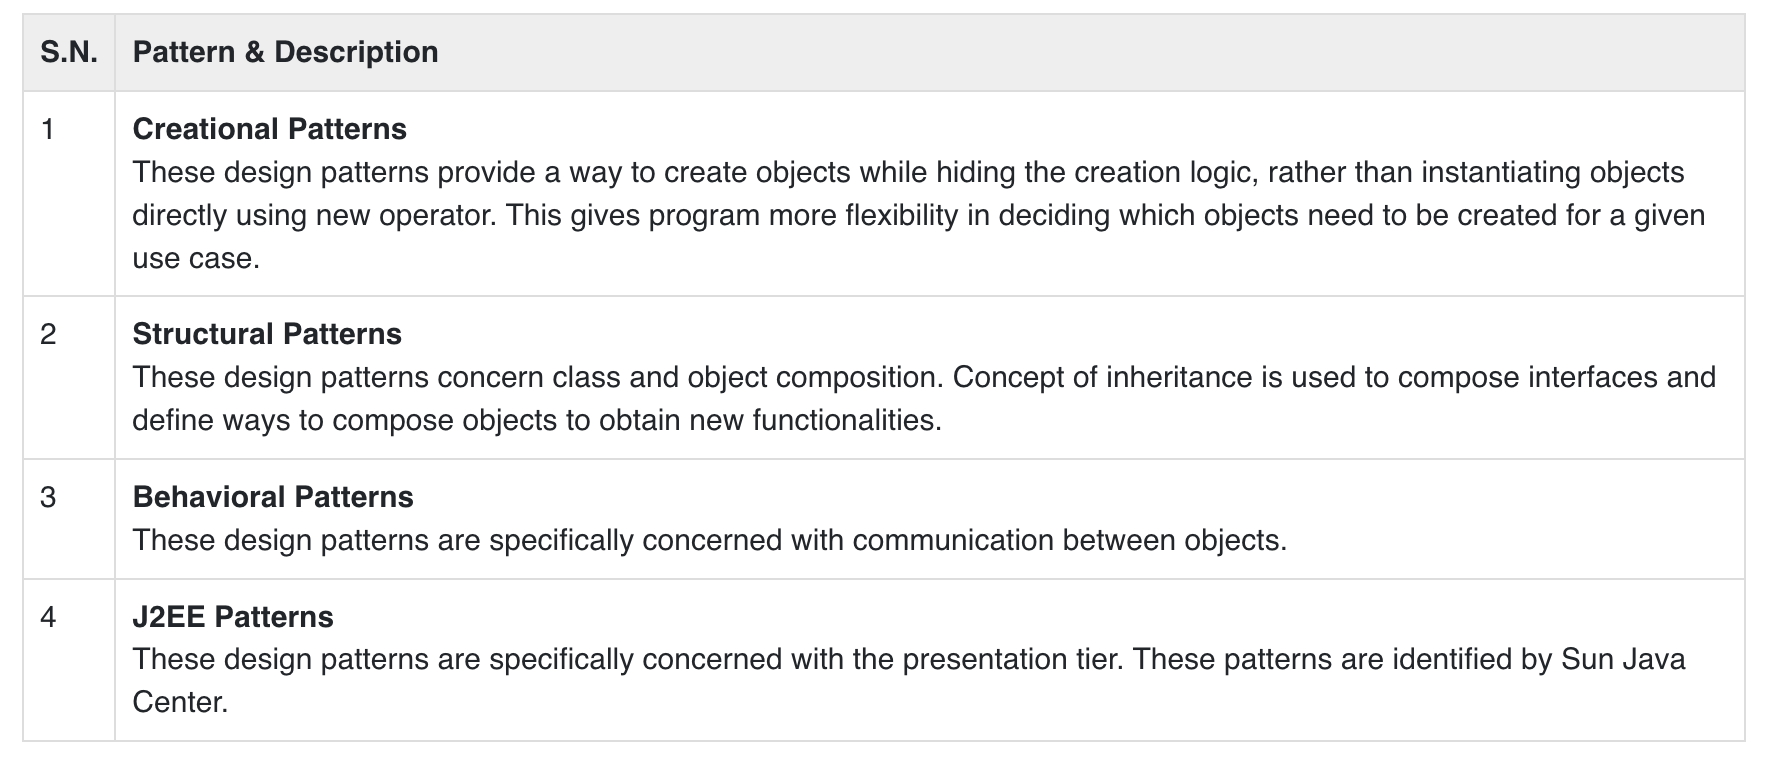 S.N. Pattern & Description
1 Creational Patterns
These design patterns provide a way to create objects while hiding the creation logic, rather than instantiating objects
directly using new operator. This gives program more flexibility in deciding which objects need to be created for a given
use case.
2 Structural Patterns
These design patterns concern class and object composition. Concept of inheritance is used to compose interfaces and
define ways to compose objects to obtain new functionalities.
3 Behavioral Patterns
These design patterns are specifically concerned with communication between objects.
4 J2EE Patterns
These design patterns are specifically concerned with the presentation tier. These patterns are identified by Sun Java
Center.